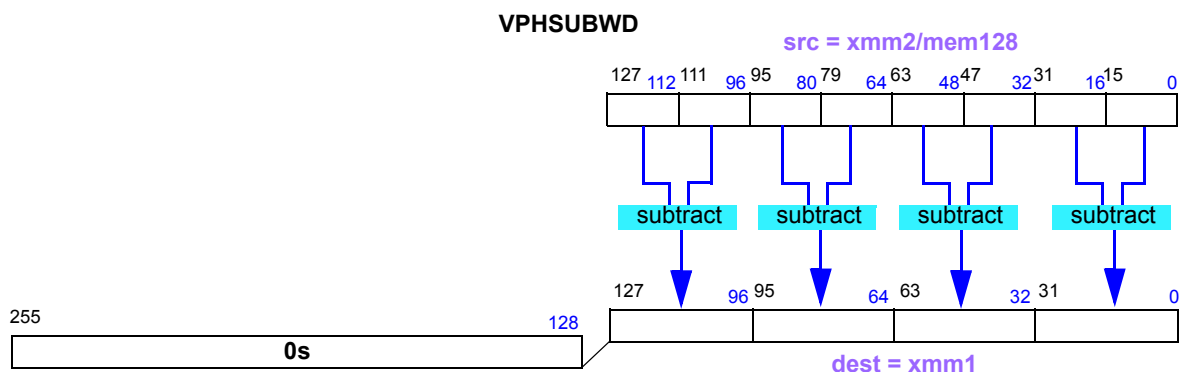 VPHSUBWD
src = xmm2/mem128
127 112 111 96 95 80 79 64 63 48 47 32 31 16 15 0
subtract subtract subtract subtract
127 96 95 64 63 32 31 0
255 128
0s
dest = xmm1